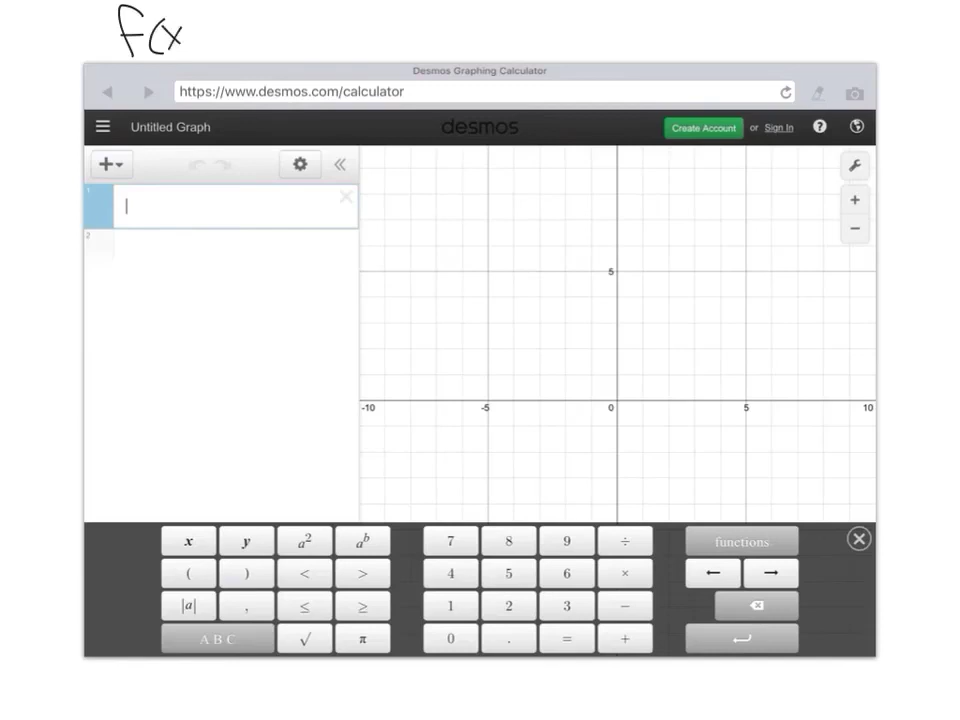 f(x
Desmos Graphing Calculator
https://www.desmos.com/calculator
Untitled Graph
desmos
Create Account or Sign In ?
1
2
5
-10 -5 0 5 10
x y a² aᵇ 7 8 9 ÷ functions
( ) < > 4 5 6 × ← →
|a| , ≤ ≥ 1 2 3 −
A B C √ π 0 . = +